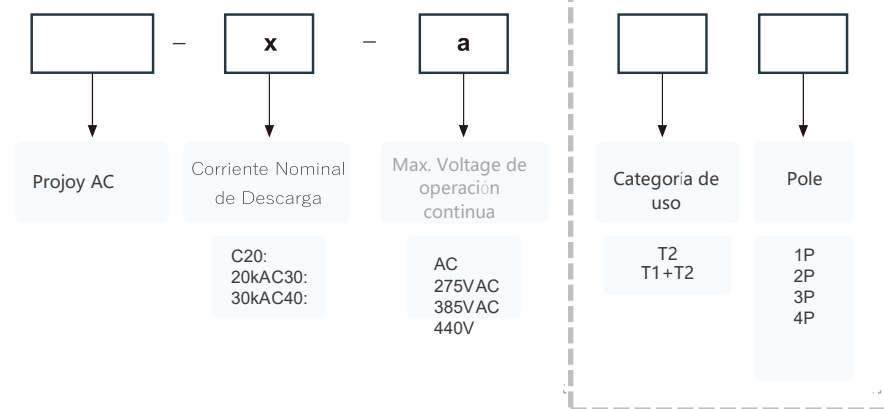 – x – a
Projoy AC
Corriente Nominal
de Descarga
C20:
20kAC30:
30kAC40:
Max. Voltage de
operación
continua
AC
275VAC
385VAC
440V
Categoría de
uso
T2
T1+T2
Pole
1P
2P
3P
4P